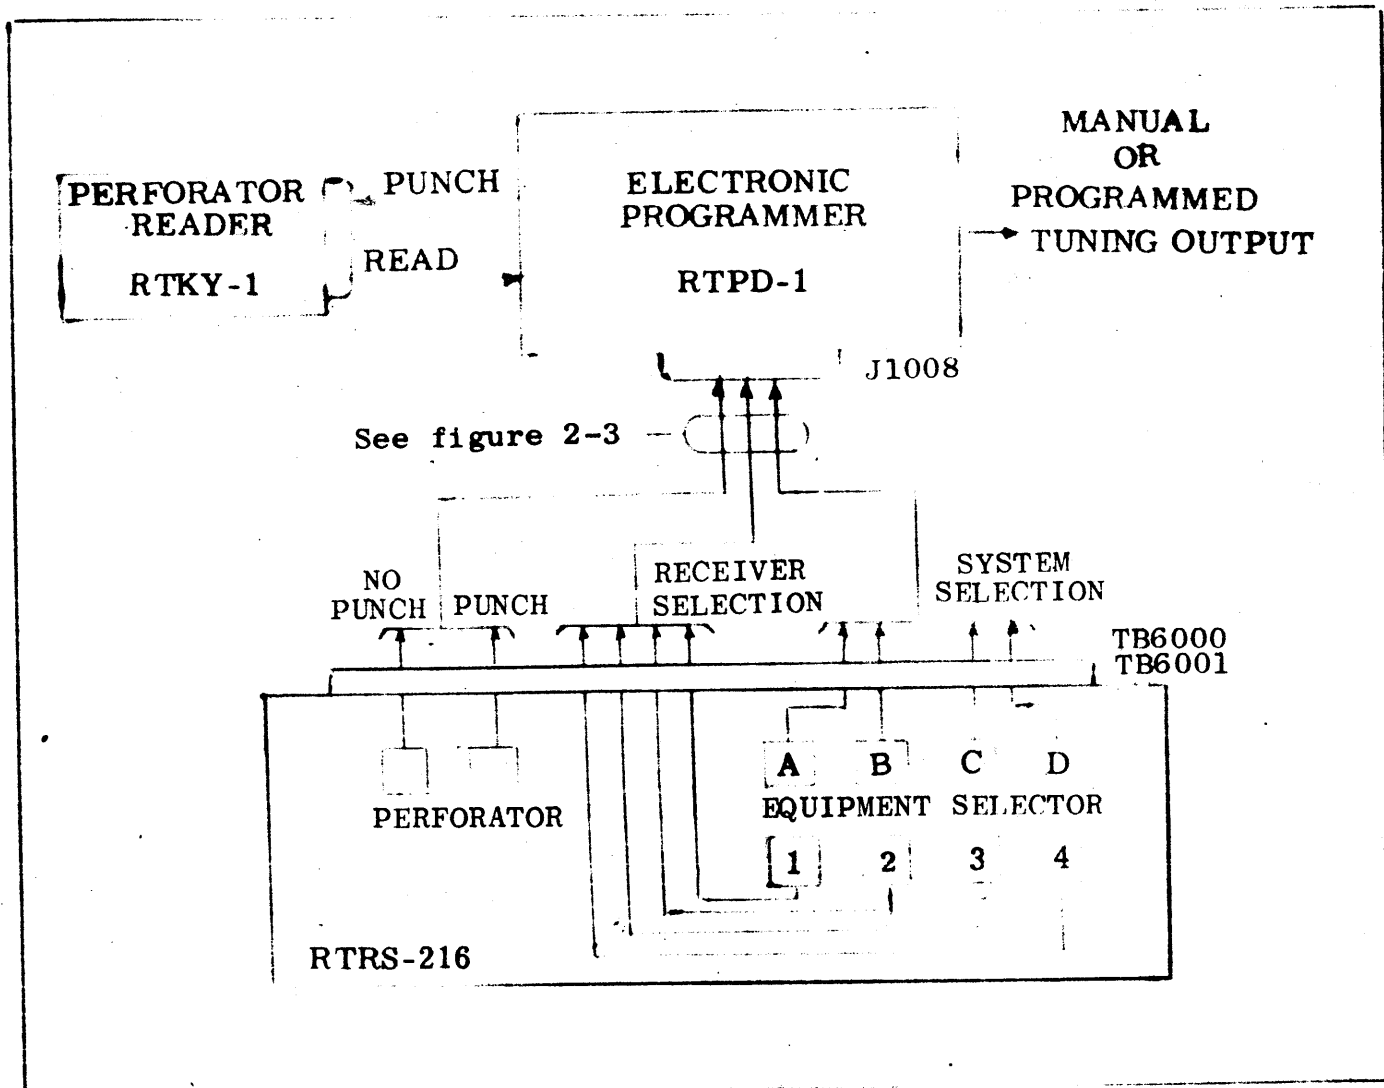 MANUAL
OR
PROGRAMMED
TUNING OUTPUT
PERFORATOR
READER
RTKY-1
PUNCH
READ
ELECTRONIC
PROGRAMMER
RTPD-1
J1008
See figure 2-3
NO
PUNCH
PUNCH
RECEIVER
SELECTION
SYSTEM
SELECTION
TB6000
TB6001
A B C D
PERFORATOR
EQUIPMENT SELECTOR
1 2 3 4
RTRS-216